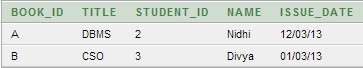 BOOK_ID TITLE STUDENT_ID NAME ISSUE_DATE
A DBMS 2 Nidhi 12/03/13
B CSO 3 Divya 01/03/13